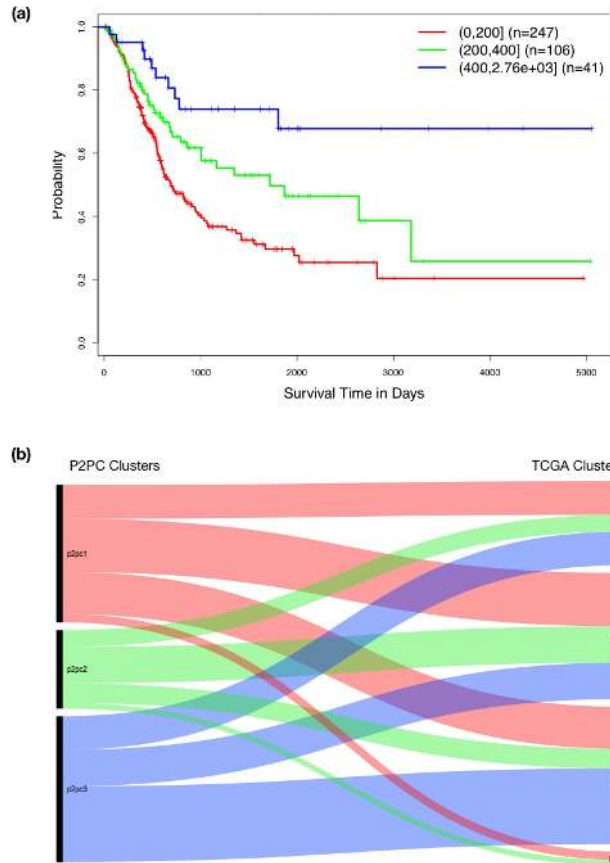 (a)
(0,200] (n=247)
(200,400] (n=106)
(400,2.76e+03] (n=41)
Probability
1.0
0.8
0.6
0.4
0.2
0.0
0 1000 2000 3000 4000 5000
Survival Time in Days
(b)
P2PC Clusters TCGA Cluste
p2pc1
p2pc2
p2pc3